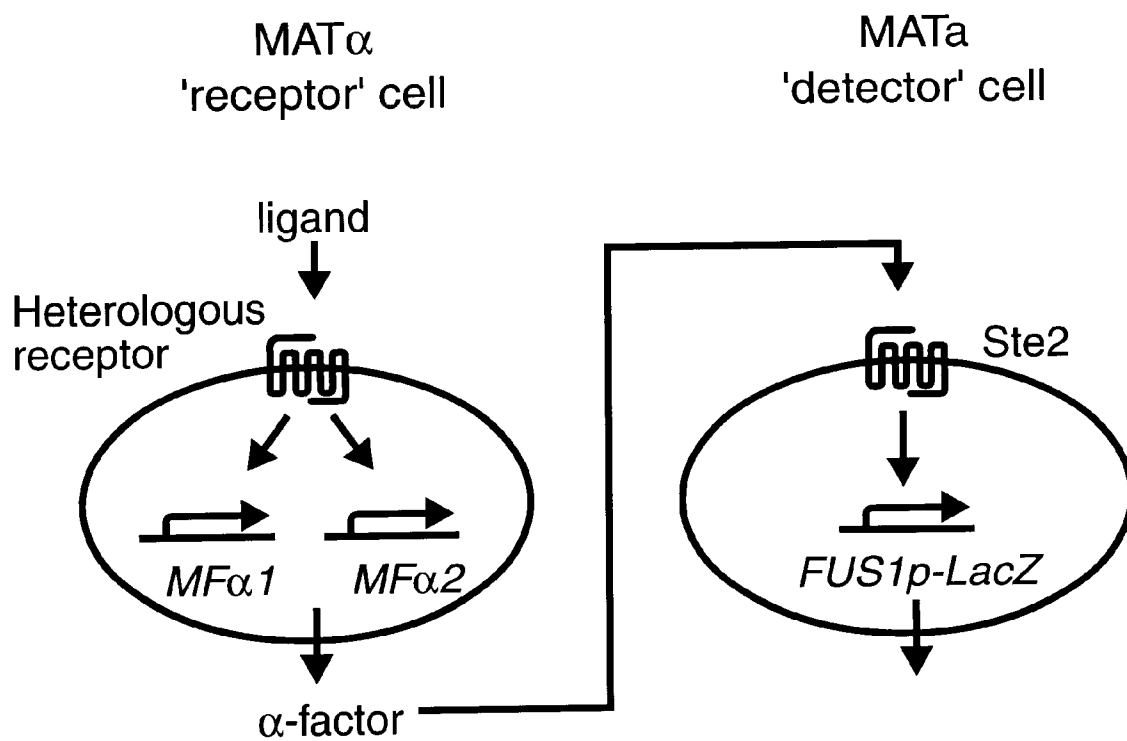 MATα
'receptor' cell
MATa
'detector' cell
ligand
Heterologous
receptor
Ste2
MFα1
MFα2
FUS1p-LacZ
α-factor